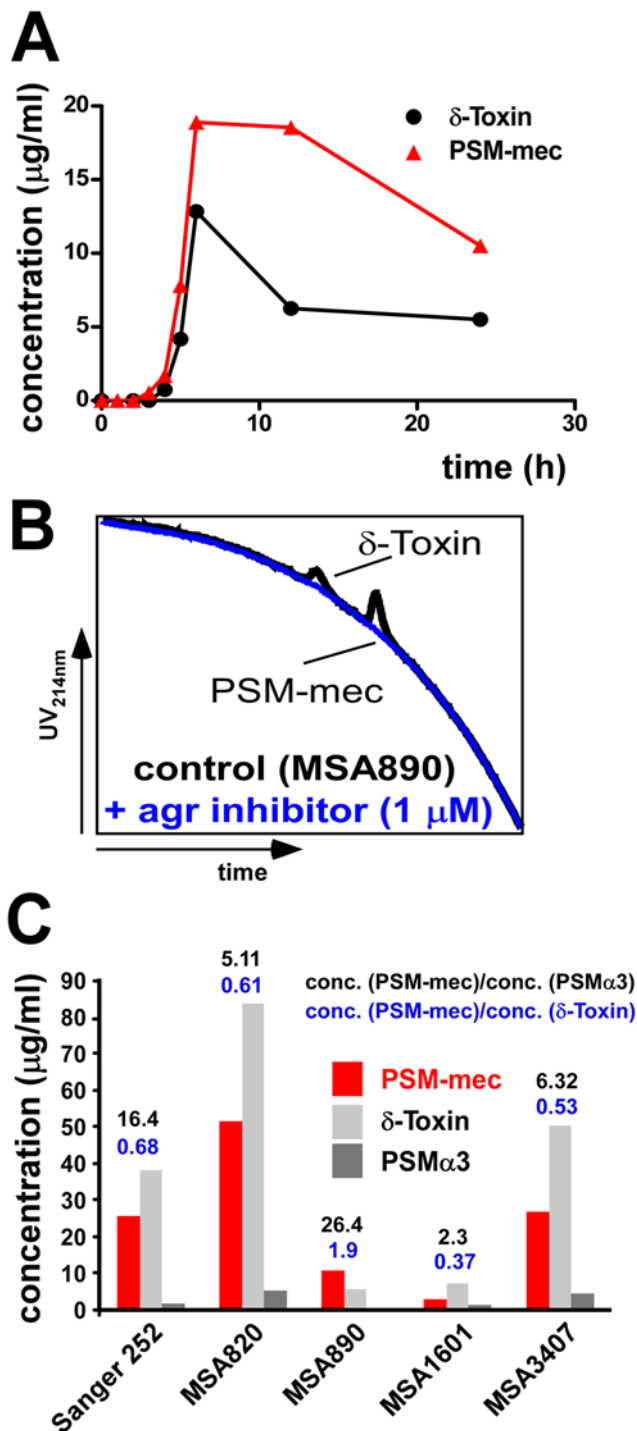 A
concentration (μg/ml)
20
15
10
5
0
0
10
20
30
time (h)
δ-Toxin
PSM-mec
B
UV214nm
δ-Toxin
PSM-mec
control (MSA890)
+ agr inhibitor (1 μM)
time
C
concentration (μg/ml)
90
80
70
60
50
40
30
20
10
0
conc. (PSM-mec)/conc. (PSMα3)
conc. (PSM-mec)/conc. (δ-Toxin)
PSM-mec
δ-Toxin
PSMα3
16.4
0.68
5.11
0.61
26.4
1.9
2.3
0.37
6.32
0.53
Sanger 252
MSA820
MSA890
MSA1601
MSA3407